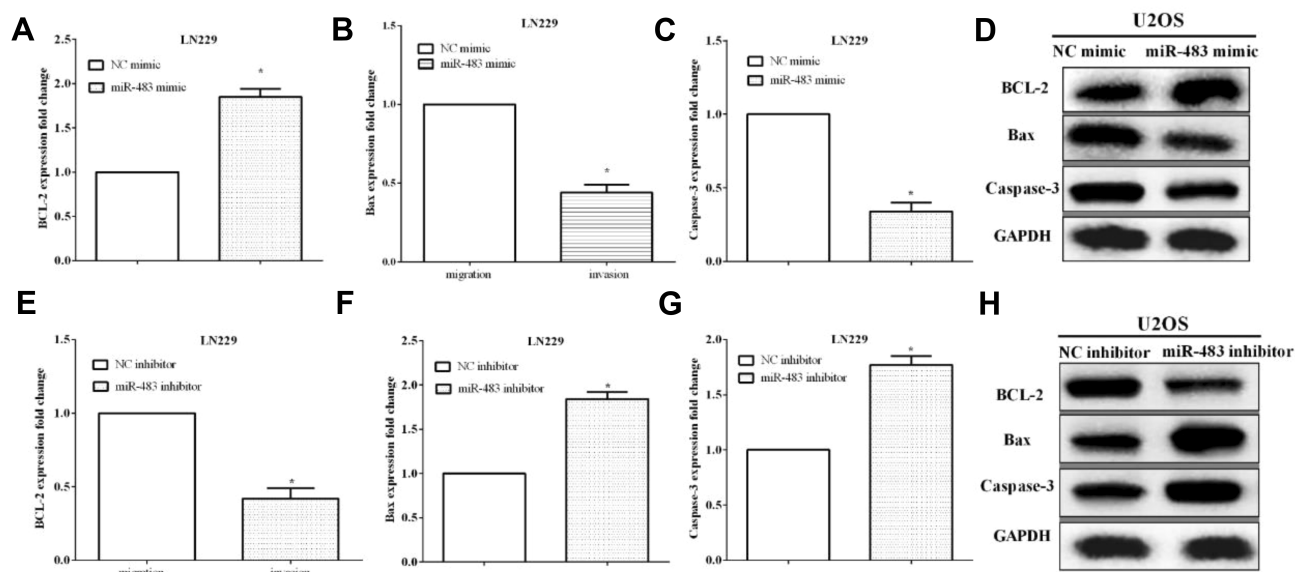 A
LN229
BCL-2 expression fold change
2.5
2.0
1.5
1.0
0.5
0.0
NC mimic
miR-483 mimic
*
B
LN229
Bax expression fold change
1.5
1.0
0.5
0.0
NC mimic
miR-483 mimic
*
migration
invasion
C
LN229
Caspase-3 expression fold change
1.5
1.0
0.5
0.0
NC mimic
miR-483 mimic
*
D
U2OS
NC mimic miR-483 mimic
BCL-2
Bax
Caspase-3
GAPDH
E
LN229
BCL-2 expression fold change
1.5
1.0
0.5
0.0
NC inhibitor
miR-483 inhibitor
*
migration
invasion
F
LN229
Bax expression fold change
2.5
2.0
1.5
1.0
0.5
0.0
NC inhibitor
miR-483 inhibitor
*
G
LN229
Caspase-3 expression fold change
2.0
1.5
1.0
0.5
0.0
NC inhibitor
miR-483 inhibitor
*
H
U2OS
NC inhibitor miR-483 inhibitor
BCL-2
Bax
Caspase-3
GAPDH